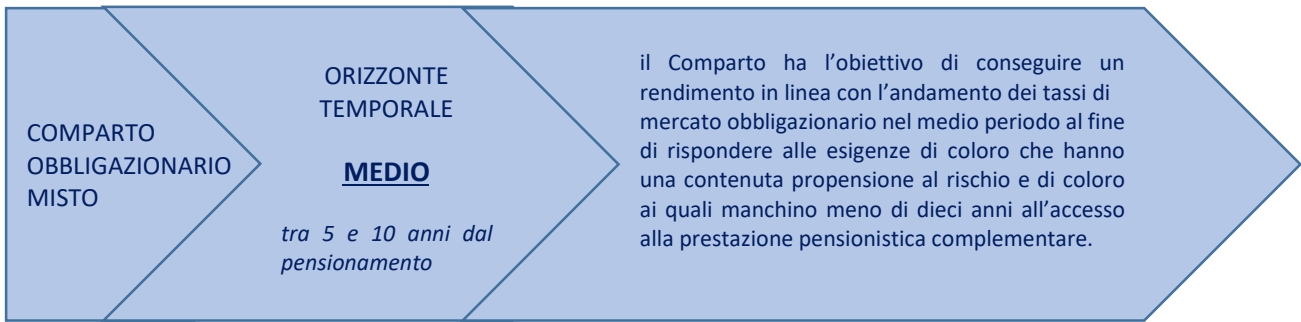 COMPARTO
OBBLIGAZIONARIO
MISTO
ORIZZONTE
TEMPORALE
MEDIO
tra 5 e 10 anni dal
pensionamento
il Comparto ha l’obiettivo di conseguire un
rendimento in linea con l’andamento dei tassi di
mercato obbligazionario nel medio periodo al fine
di rispondere alle esigenze di coloro che hanno
una contenuta propensione al rischio e di coloro
ai quali manchino meno di dieci anni all’accesso
alla prestazione pensionistica complementare.